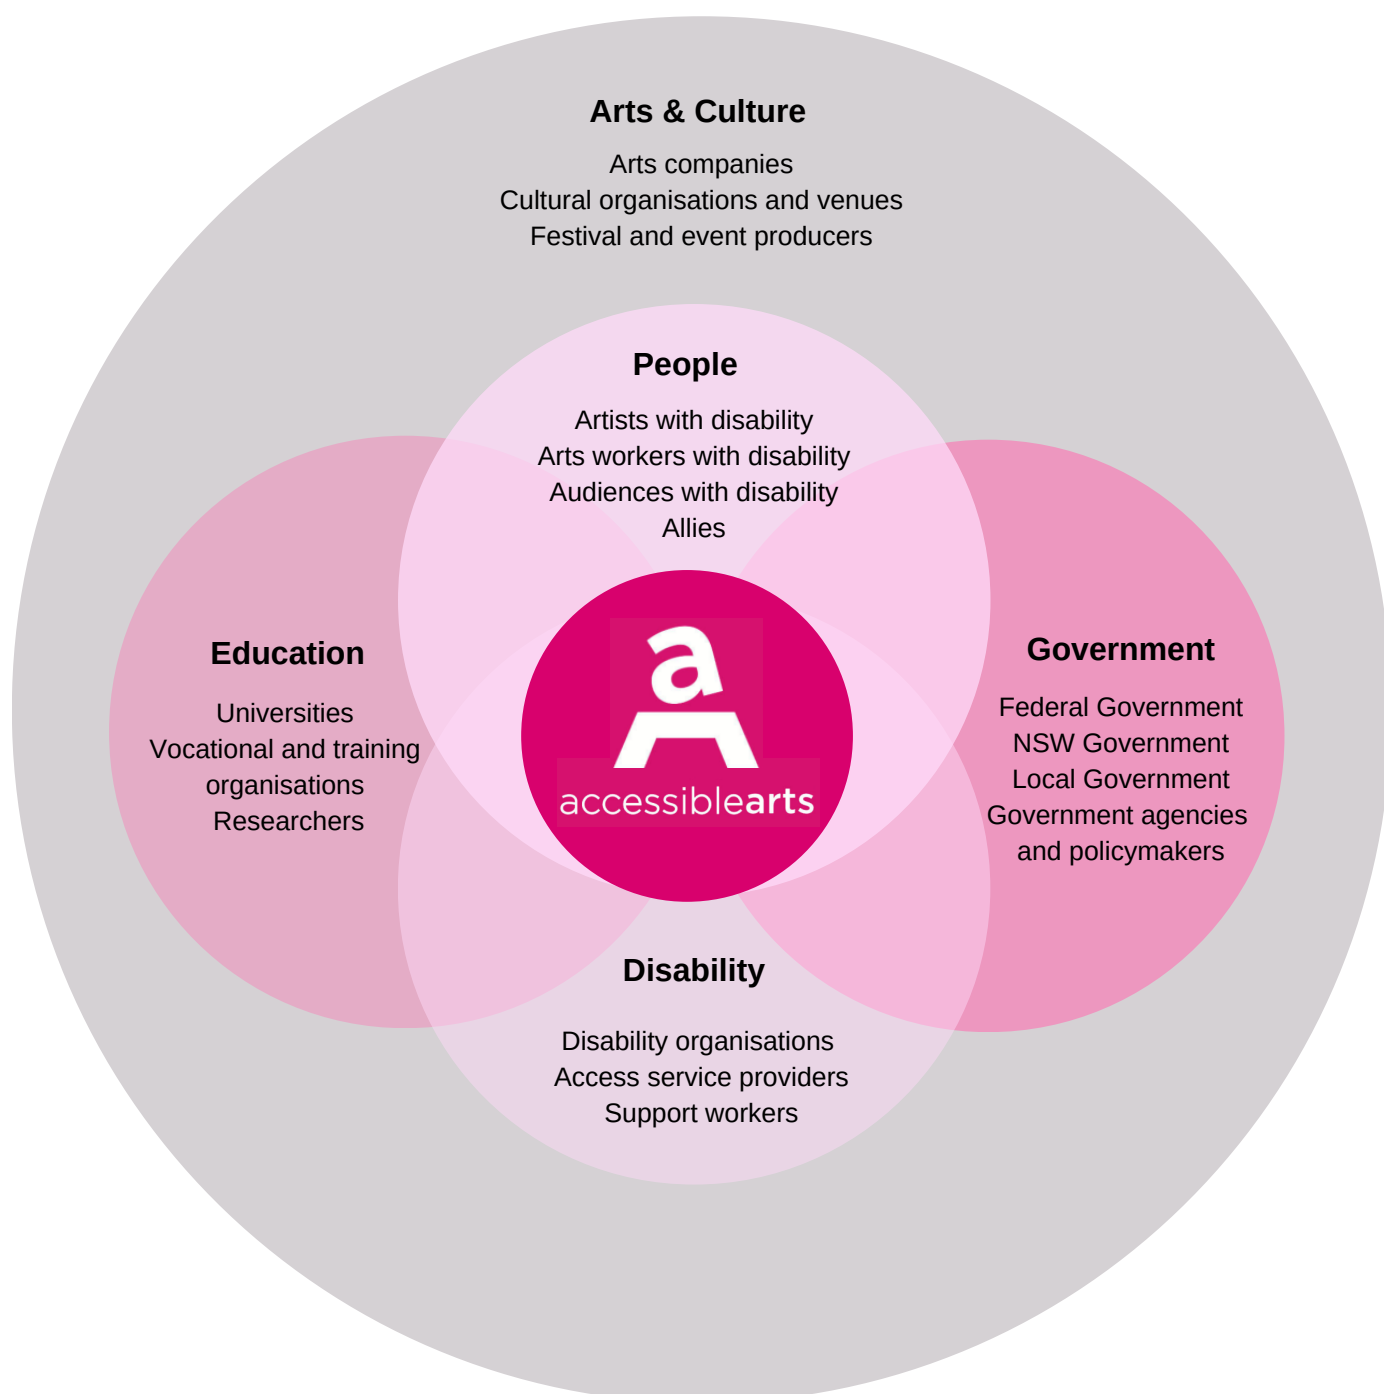 Arts & Culture
Arts companies
Cultural organisations and venues
Festival and event producers
People
Artists with disability
Arts workers with disability
Audiences with disability
Allies
Education
Universities
Vocational and training
organisations
Researchers
aA
accessiblearts
Government
Federal Government
NSW Government
Local Government
Government agencies
and policymakers
Disability
Disability organisations
Access service providers
Support workers